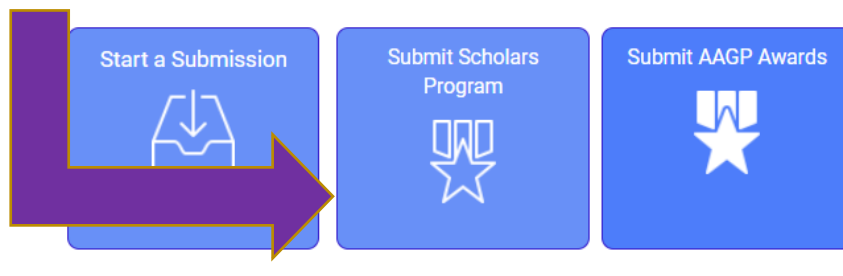 Start a Submission
Submit Scholars
Program
Submit AAGP Awards